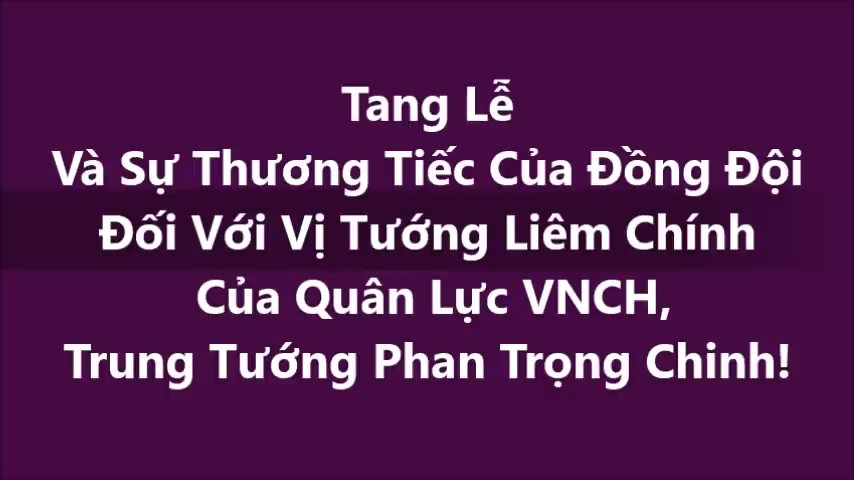 Tang Lễ
Và Sự Thương Tiếc Của Đồng Đội
Đối Với Vị Tướng Liêm Chính
Của Quân Lực VNCH,
Trung Tướng Phan Trọng Chinh!